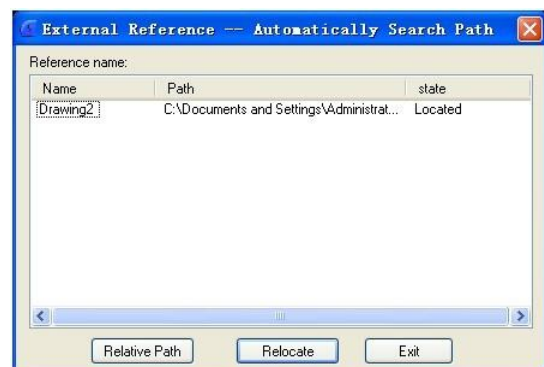 External Reference -- Automatically Search Path
Reference name:
Name Path state
Drawing2 C:\Documents and Settings\Administrat... Located
Relative Path Relocate Exit